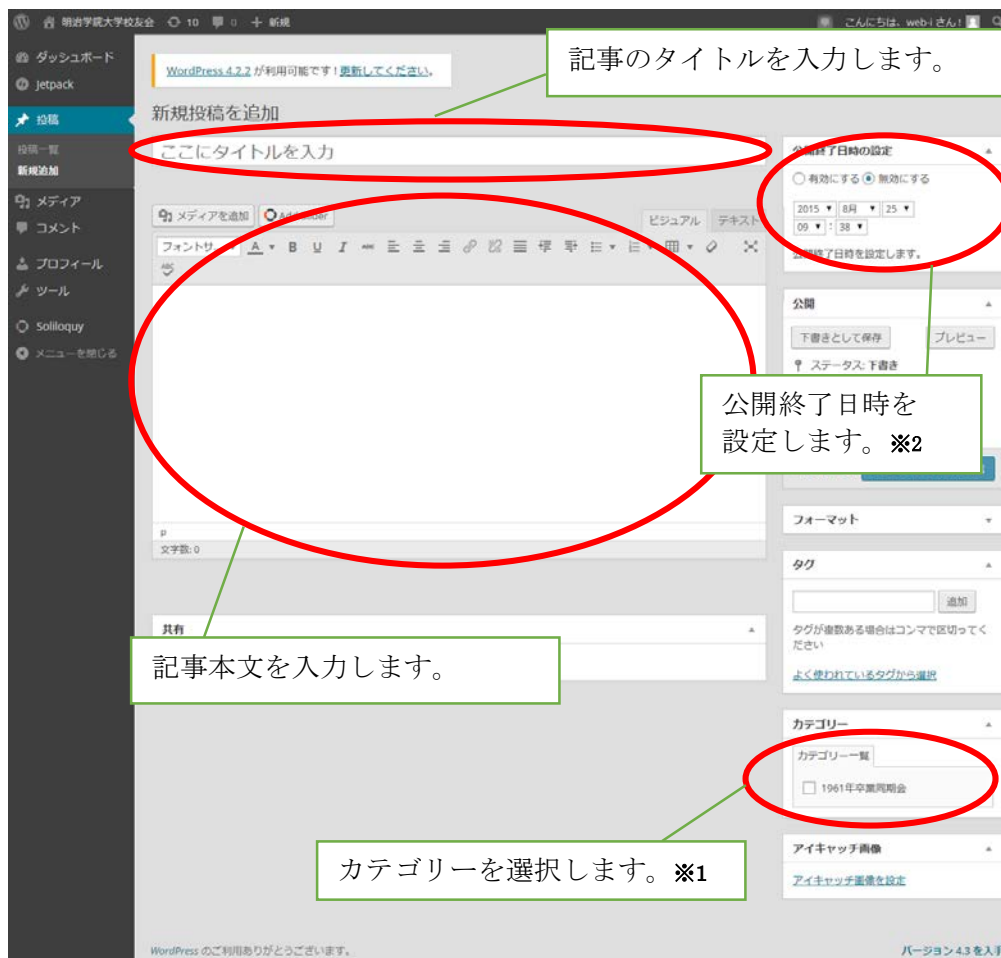 明治学院大学校友会 10 0 新規
こんにちは、web-i さん!
ダッシュボード
Jetpack
投稿
投稿一覧
新規追加
メディア
コメント
プロフィール
ツール
Soliloquy
メニューを閉じる
WordPress 4.2.2 が利用可能です ! 更新してください。
記事のタイトルを入力します。
新規投稿を追加
ここにタイトルを入力
メディアを追加
ビジュアル テキスト
B U I
ABC
p
文字数: 0
記事本文を入力します。
共有
公開終了日時の設定
有効にする 無効にする
2015 8月 25
09 : 38
公開終了日時を設定します。
公開
下書きとして保存 プレビュー
ステータス: 下書き
公開終了日時を
設定します。※2
フォーマット
タグ
追加
タグが複数ある場合はコンマで区切ってく
ださい
よく使われているタグから選択
カテゴリー
カテゴリー一覧
1961年卒業同期会
カテゴリーを選択します。※1
アイキャッチ画像
アイキャッチ画像を設定
WordPress のご利用ありがとうございます。
バージョン 4.3 を入手